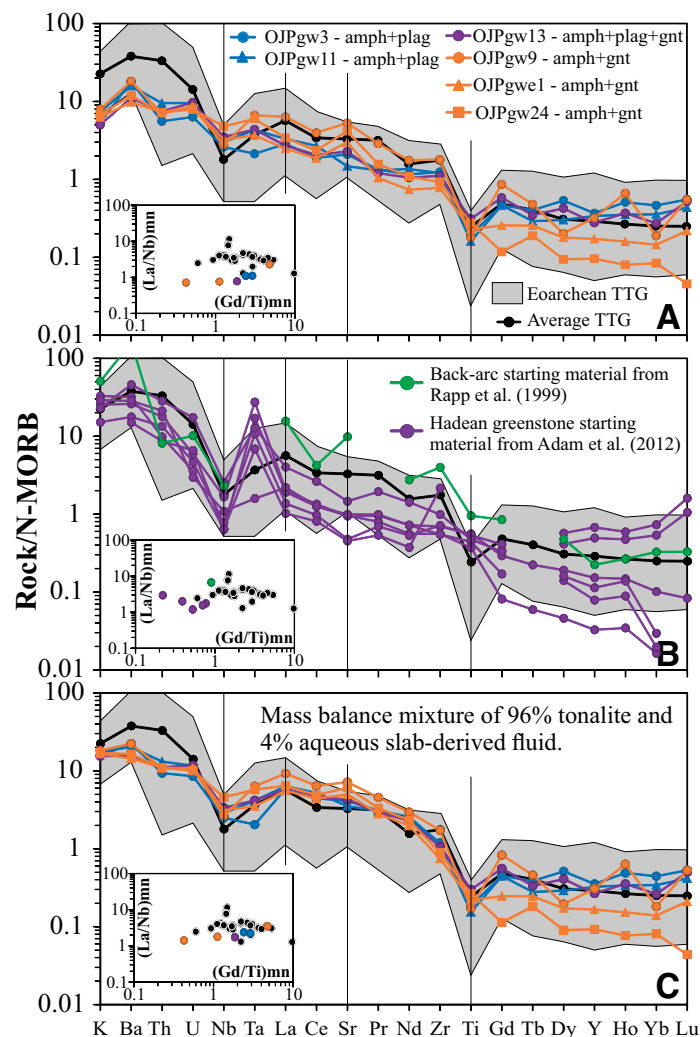 100
A
OJPgw3 - amph+plag
OJPgw11 - amph+plag
OJPgw13 - amph+plag+gnt
OJPgw9 - amph+gnt
OJPgwe1 - amph+gnt
OJPgw24 - amph+gnt
10
1
0.1
0.01
(La/Nb)mn
100
10
1
0.1
(Gd/Ti)mn
0.1
1
10
Eoarchean TTG
Average TTG
A
Rock/N-MORB
100
10
1
0.1
0.01
Back-arc starting material from
Rapp et al. (1999)
Hadean greenstone starting
material from Adam et al. (2012)
(La/Nb)mn
100
10
1
0.1
(Gd/Ti)mn
0.1
1
10
B
100
10
1
0.1
0.01
Mass balance mixture of 96% tonalite and
4% aqueous slab-derived fluid.
(La/Nb)mn
100
10
1
0.1
(Gd/Ti)mn
0.1
1
10
C
K Ba Th U Nb Ta La Ce Sr Pr Nd Zr Ti Gd Tb Dy Y Ho Yb Lu